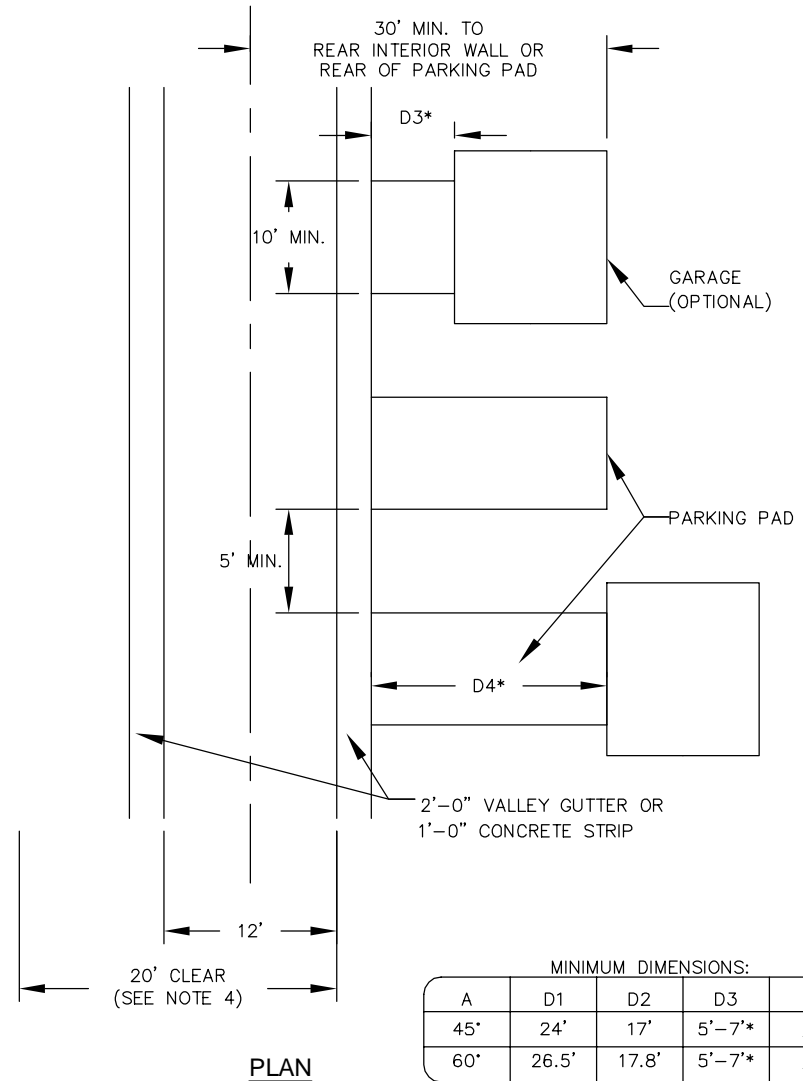 30' MIN. TO
REAR INTERIOR WALL OR
REAR OF PARKING PAD
D3*
10' MIN.
GARAGE
(OPTIONAL)
PARKING PAD
5' MIN.
D4*
2'-0" VALLEY GUTTER OR
1'-0" CONCRETE STRIP
12'
20' CLEAR
(SEE NOTE 4)
MINIMUM DIMENSIONS:
A D1 D2 D3
45° 24' 17' 5'-7'*
60° 26.5' 17.8' 5'-7'*
PLAN